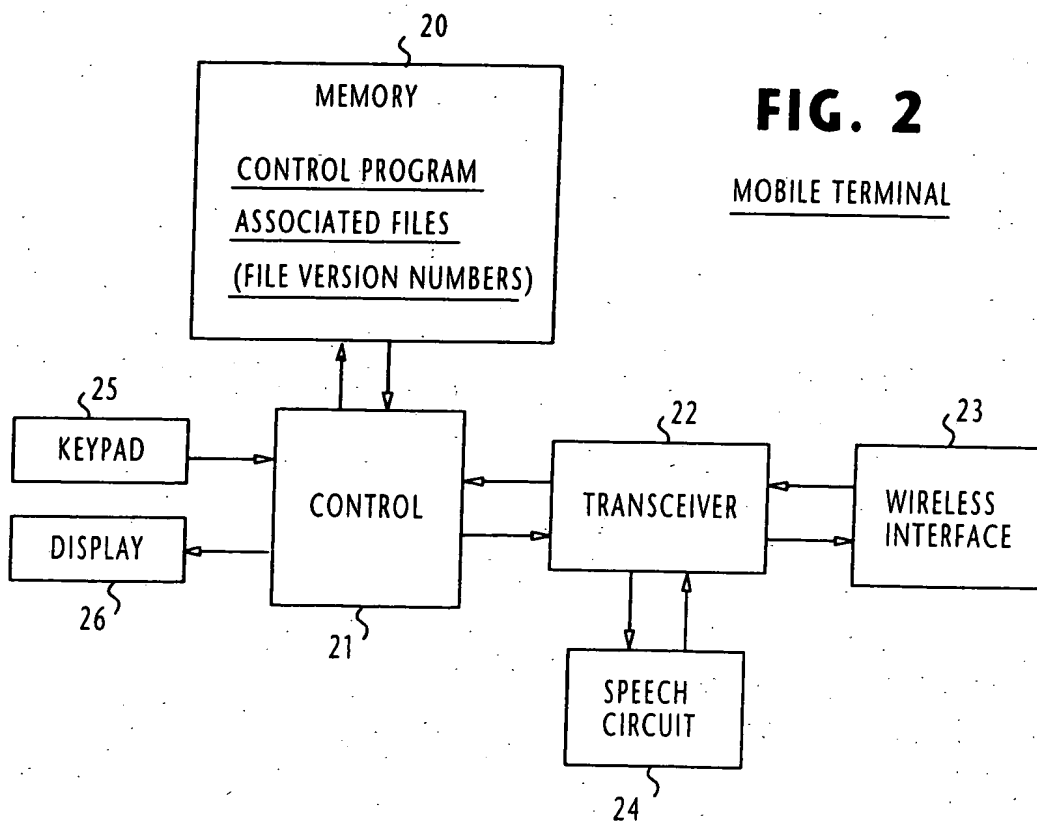 20
MEMORY
CONTROL PROGRAM
ASSOCIATED FILES
(FILE VERSION NUMBERS)
FIG. 2
MOBILE TERMINAL
25
KEYPAD
DISPLAY
26
CONTROL
21
22
TRANSCEIVER
23
WIRELESS
INTERFACE
SPEECH
CIRCUIT
24